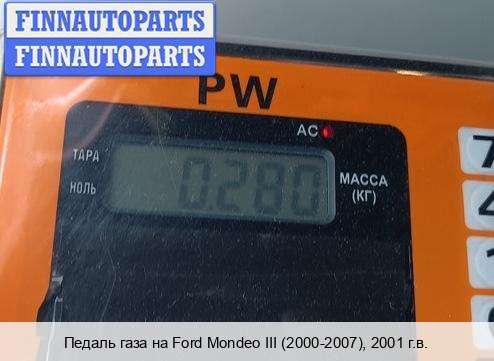 FINNAUTOPARTS
FINNAUTOPARTS
PW
AC
ТАРА
НОЛЬ
0.280
МАССА
(КГ)
7
4
1
Педаль газа на Ford Mondeo III (2000-2007), 2001 г.в.